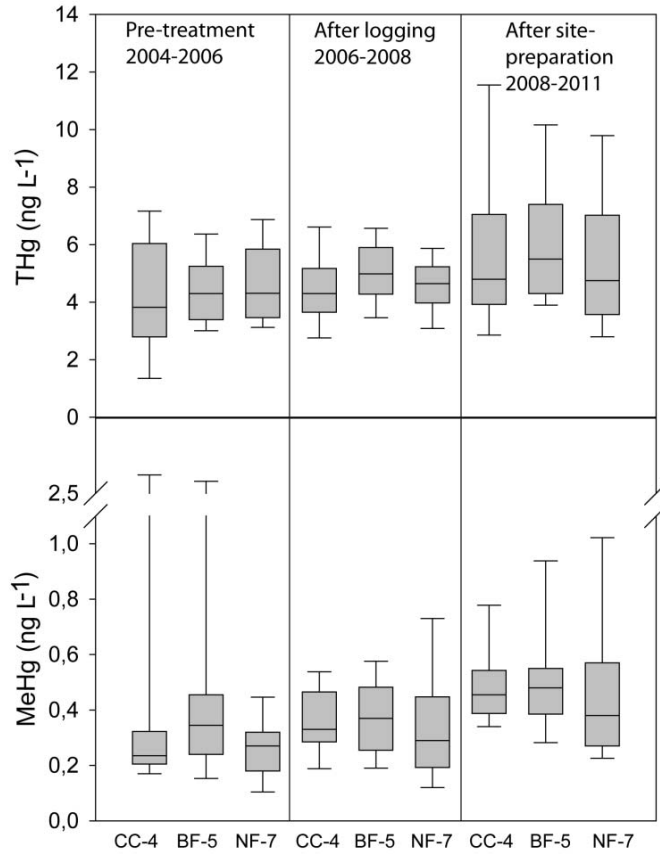 Pre-treatment
2004-2006
After logging
2006-2008
After site-
preparation
2008-2011
THg (ng L-1)
14
12
10
8
6
4
2
0
MeHg (ng L-1)
2,5
1,0
0,8
0,6
0,4
0,2
0,0
CC-4 BF-5 NF-7 CC-4 BF-5 NF-7 CC-4 BF-5 NF-7